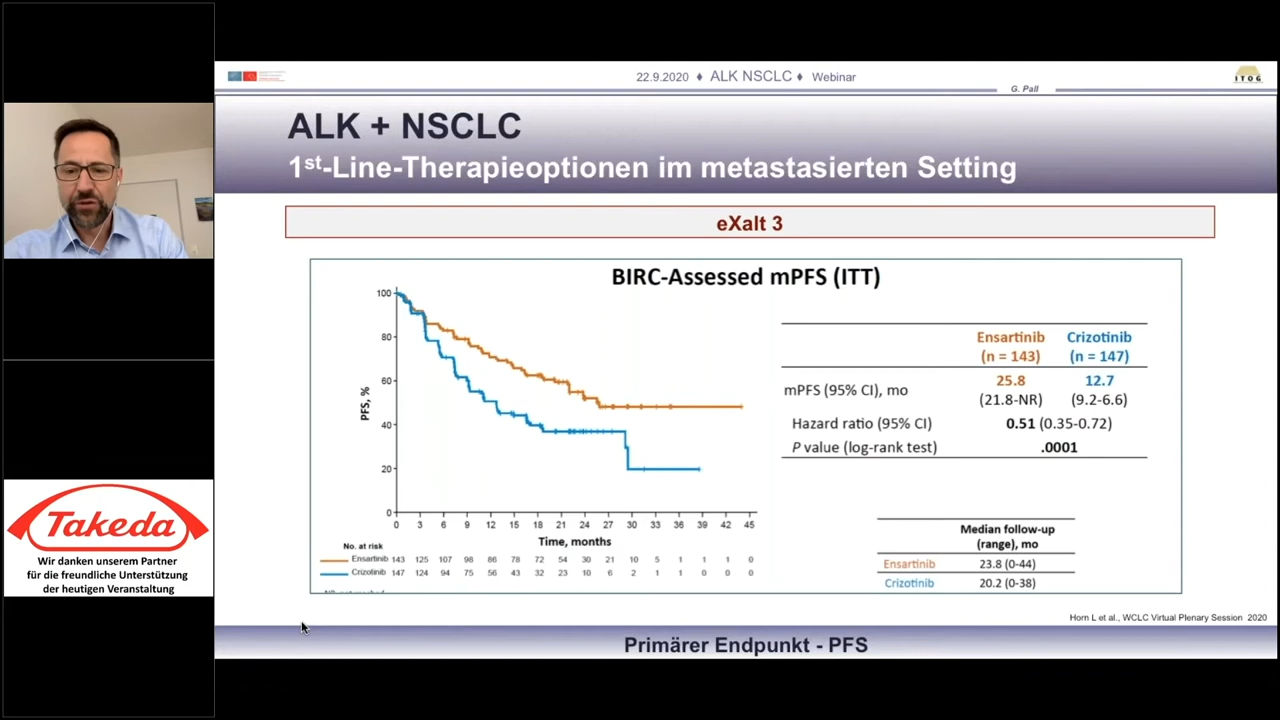 22.9.2020 ♦ ALK NSCLC ♦ Webinar
ITOG
G. Pall
ALK + NSCLC
1st-Line-Therapieoptionen im metastasierten Setting
eXalt 3
BIRC-Assessed mPFS (ITT)
PFS, %
100
80
60
40
20
0
0 3 6 9 12 15 18 21 24 27 30 33 36 39 42 45
Time, months
No. at risk
Ensartinib 143 125 107 98 86 78 72 54 30 21 10 5 1 1 1 0
Crizotinib 147 124 94 75 56 43 32 23 10 6 2 1 1 0 0 0
Ensartinib Crizotinib
(n = 143) (n = 147)
mPFS (95% CI), mo 25.8 12.7
(21.8-NR) (9.2-6.6)
Hazard ratio (95% CI) 0.51 (0.35-0.72)
P value (log-rank test) .0001
Median follow-up
(range), mo
Ensartinib 23.8 (0-44)
Crizotinib 20.2 (0-38)
Horn L et al., WCLC Virtual Plenary Session 2020
Primärer Endpunkt - PFS
Takeda
Wir danken unserem Partner
für die freundliche Unterstützung
der heutigen Veranstaltung